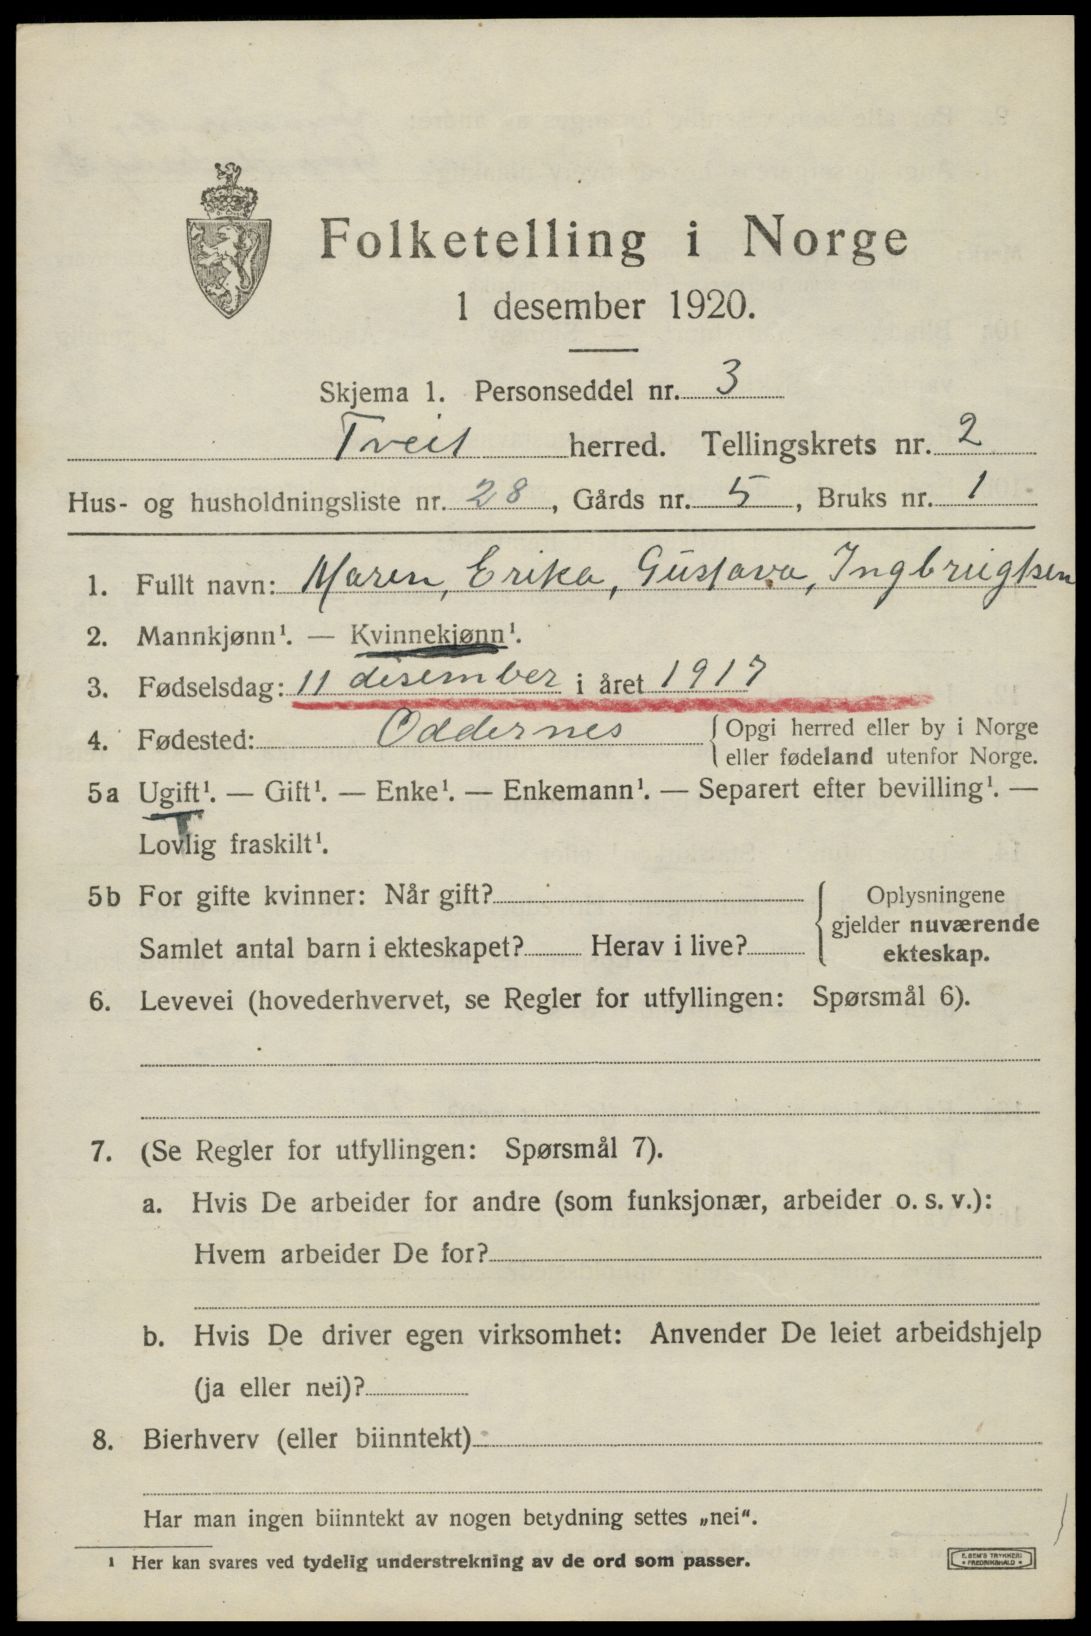 Folketelling i Norge
1 desember 1920.
Skjema 1. Personseddel nr. 3
Tveit herred. Tellingskrets nr. 2
Hus- og husholdningsliste nr. 28, Gårds nr. 5, Bruks nr. 1
1. Fullt navn: Maren, Erika, Gustava, Ingbrugtsen
2. Mannkjønn¹. — Kvinnekjønn¹.
3. Fødselsdag: 11 desember i året 1917
4. Fødested: Oddernes {Opgi herred eller by i Norge
eller fødeland utenfor Norge.
5a Ugift¹. — Gift¹. — Enke¹. — Enkemann¹. — Separert efter bevilling¹. —
Lovlig fraskilt¹.
5b For gifte kvinner: Når gift? { Oplysningene
gjelder nuværende
Samlet antal barn i ekteskapet? Herav i live? ekteskap.
6. Levevei (hovederhvervet, se Regler for utfyllingen: Spørsmål 6).
7. (Se Regler for utfyllingen: Spørsmål 7).
a. Hvis De arbeider for andre (som funksjonær, arbeider o. s. v.):
Hvem arbeider De for?
b. Hvis De driver egen virksomhet: Anvender De leiet arbeidshjelp
(ja eller nei)?
8. Bierhverv (eller biinntekt)
Har man ingen biinntekt av nogen betydning settes „nei".
¹ Her kan svares ved tydelig understrekning av de ord som passer.
E. SEM'S TRYKKERI
• FREDRIKSHALD •